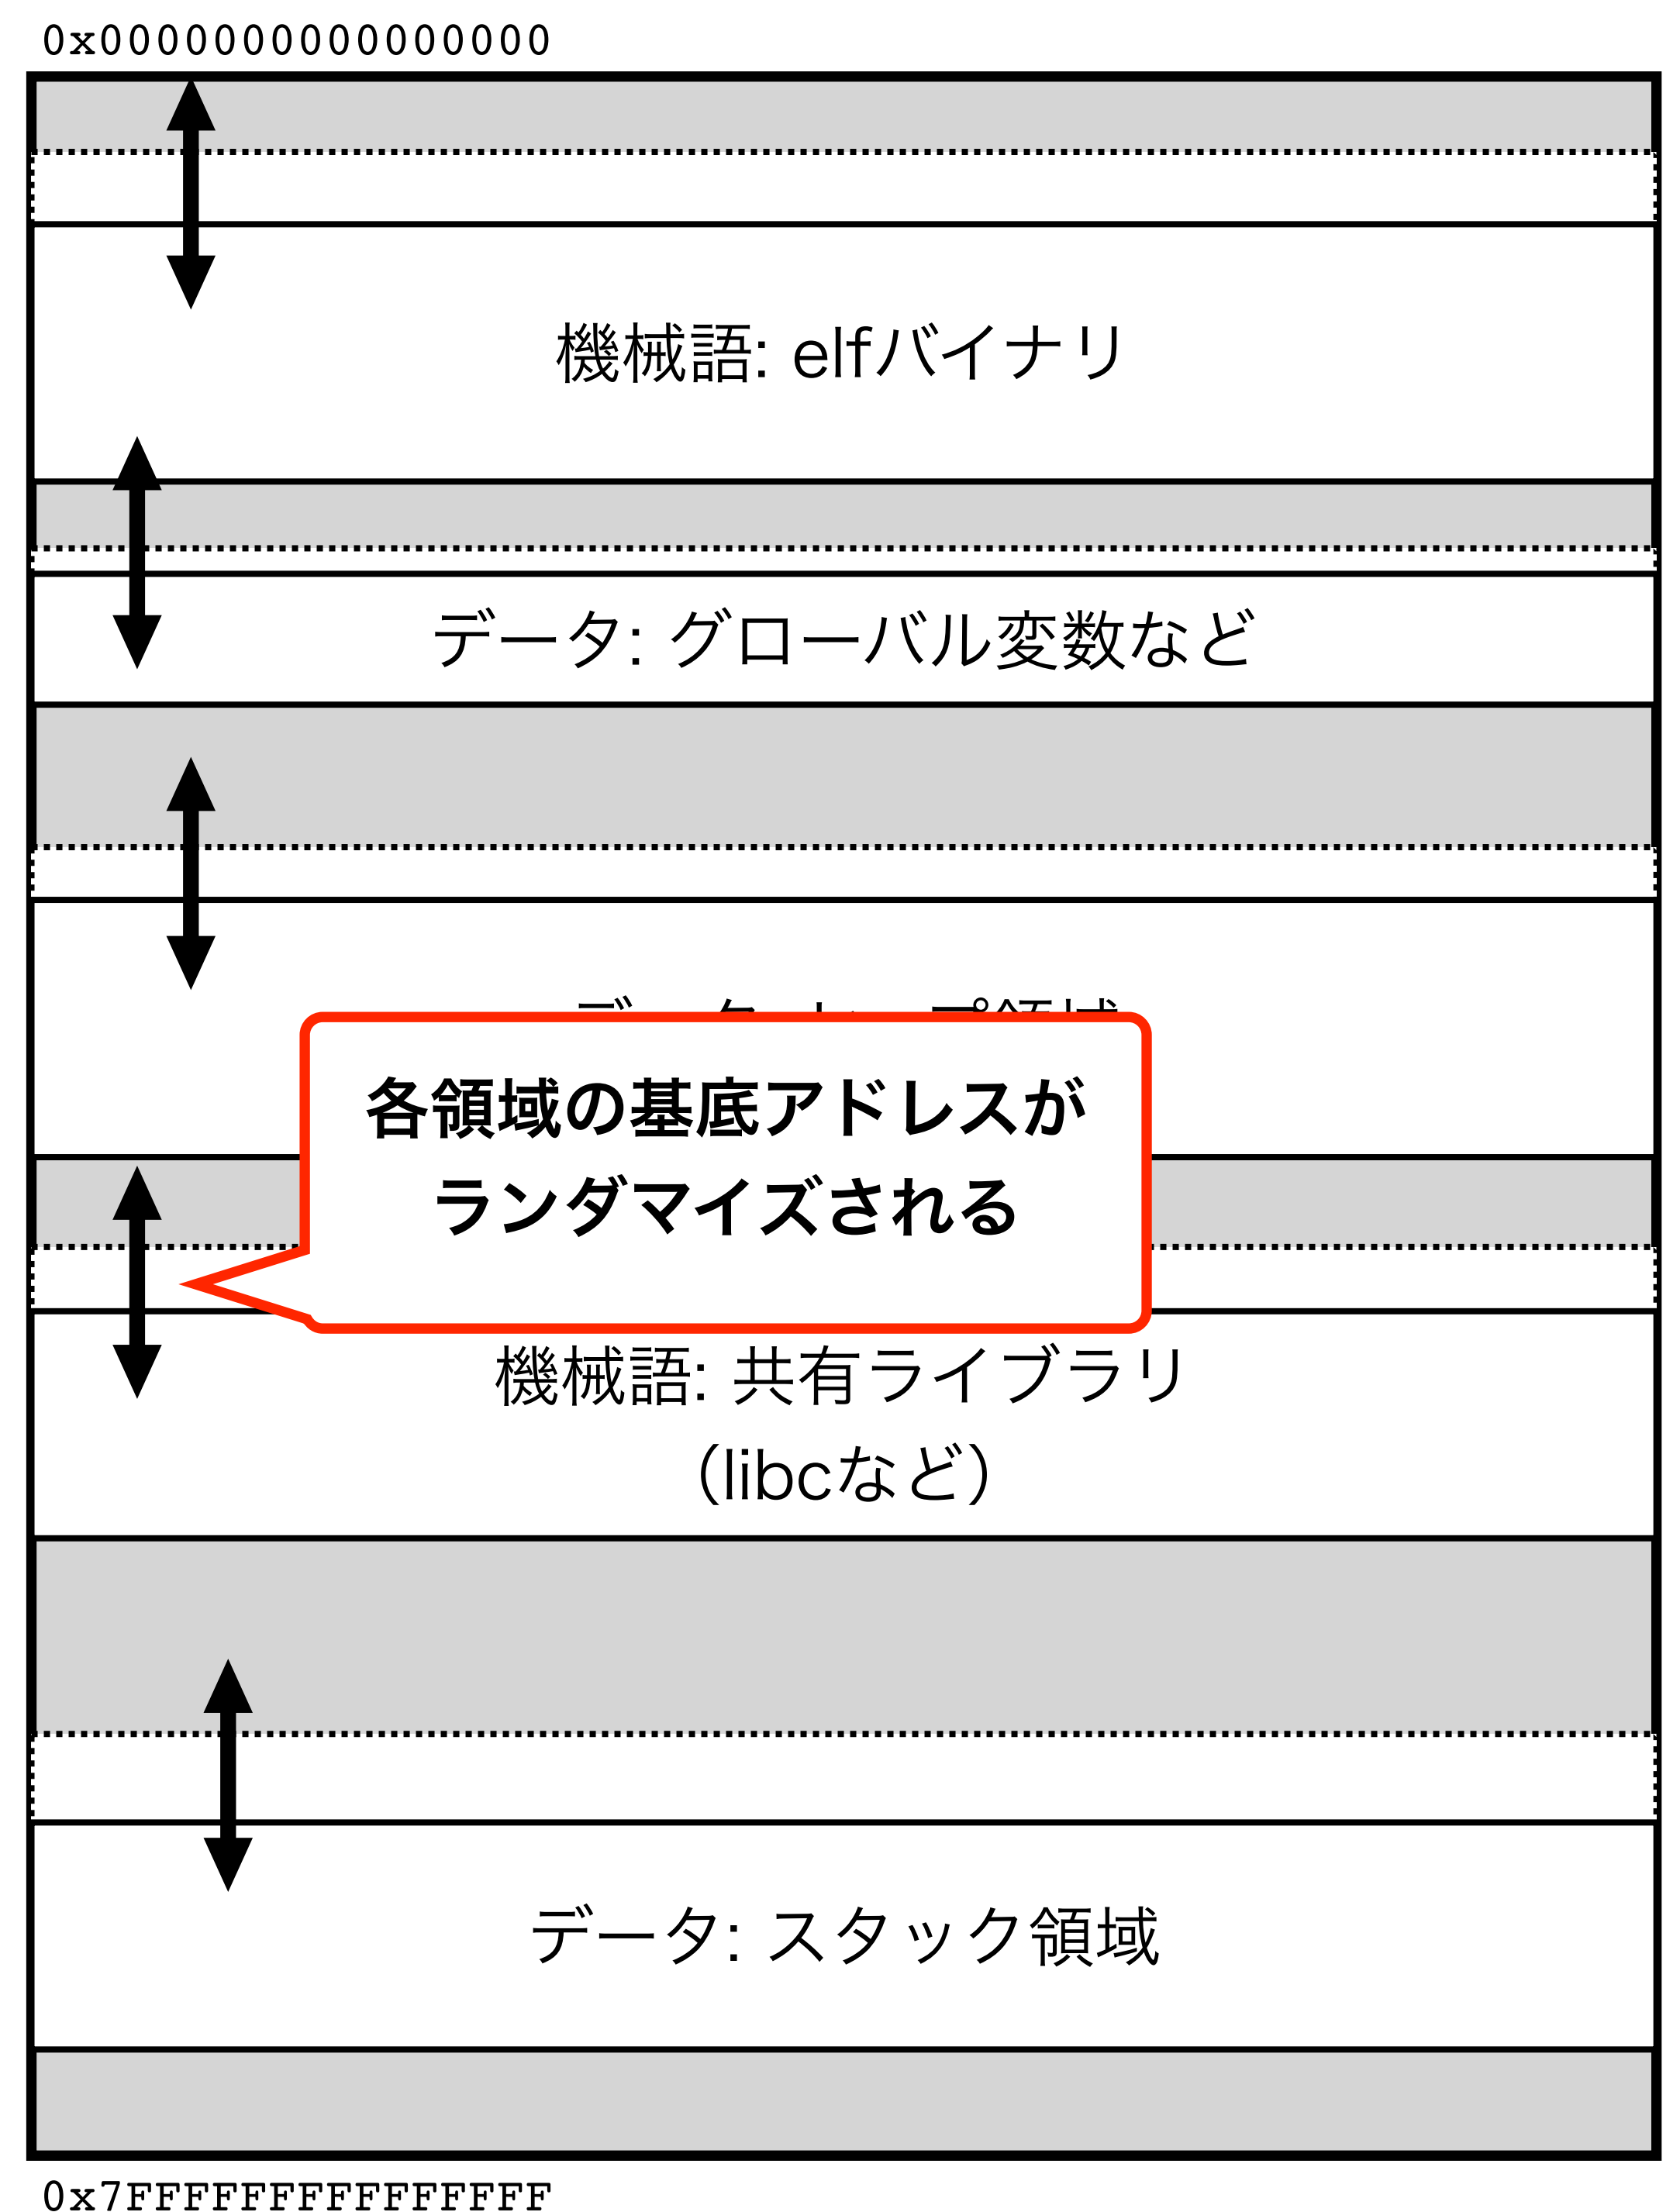 0x0000000000000000
機械語: elfバイナリ
データ: グローバル変数など
各領域の基底アドレスが
ランダマイズされる
機械語: 共有ライブラリ
（libcなど）
データ: スタック領域
0x7FFFFFFFFFFFFFFF